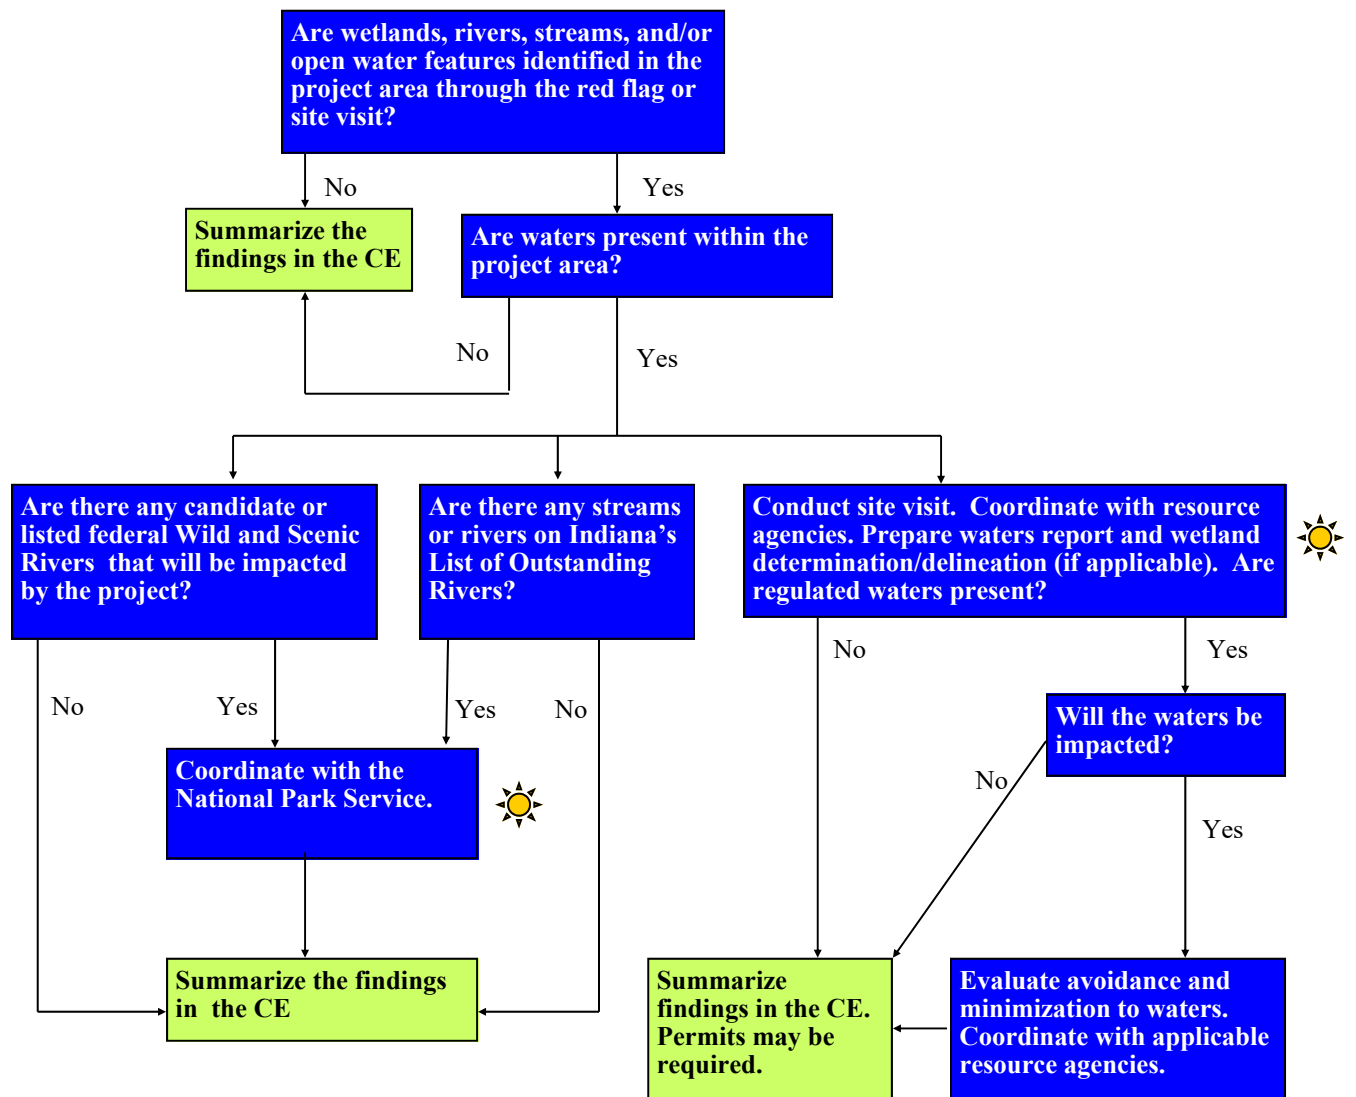 Are wetlands, rivers, streams, and/or
open water features identified in the
project area through the red flag or
site visit?
No
Yes
Summarize the
findings in the CE
Are waters present within the
project area?
No
Yes
Are there any candidate or
listed federal Wild and Scenic
Rivers  that will be impacted
by the project?
Are there any streams
or rivers on Indiana’s
List of Outstanding
Rivers?
Conduct site visit.  Coordinate with resource
agencies. Prepare waters report and wetland
determination/delineation (if applicable).  Are
regulated waters present?
No
Yes
Yes
No
No
Yes
Coordinate with the
National Park Service.
Will the waters be
impacted?
No
Yes
Summarize the findings
in  the CE
Summarize
findings in the CE.
Permits may be
required.
Evaluate avoidance and
minimization to waters.
Coordinate with applicable
resource agencies.